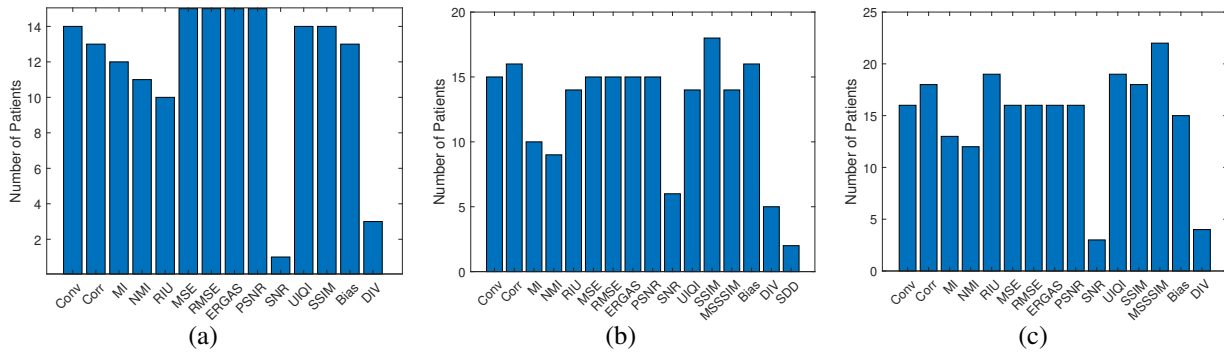 Number of Patients
14
12
10
8
6
4
2
Conv Corr MI NMI RIU MSE RMSE ERGAS PSNR SNR UIQI SSIM Bias DIV
(a)
Number of Patients
20
15
10
5
0
Conv Corr MI NMI RIU MSE RMSE ERGAS PSNR SNR UIQI SSIM MSSSIM Bias DIV SDD
(b)
Number of Patients
25
20
15
10
5
0
Conv Corr MI NMI RIU MSE RMSE ERGAS PSNR SNR UIQI SSIM MSSSIM Bias DIV
(c)